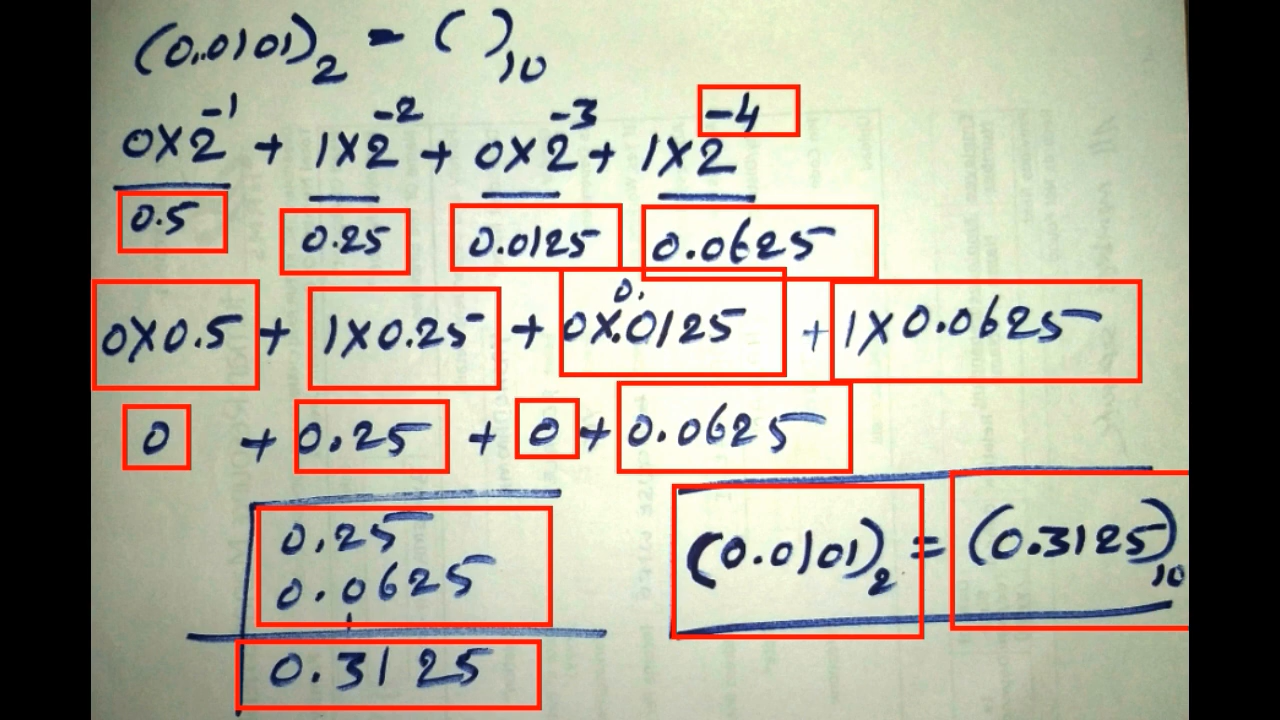 (0.0101)₂ = ( )₁₀
0×2⁻¹ + 1×2⁻² + 0×2⁻³ + 1×2⁻⁴
0.5 0.25 0.0125 0.0625
0×0.5 + 1×0.25 + 0×0..0125 + 1×0.0625
0 + 0.25 + 0 + 0.0625
0.25
0.0625
0.3125
(0.0101)₂ = (0.3125)₁₀